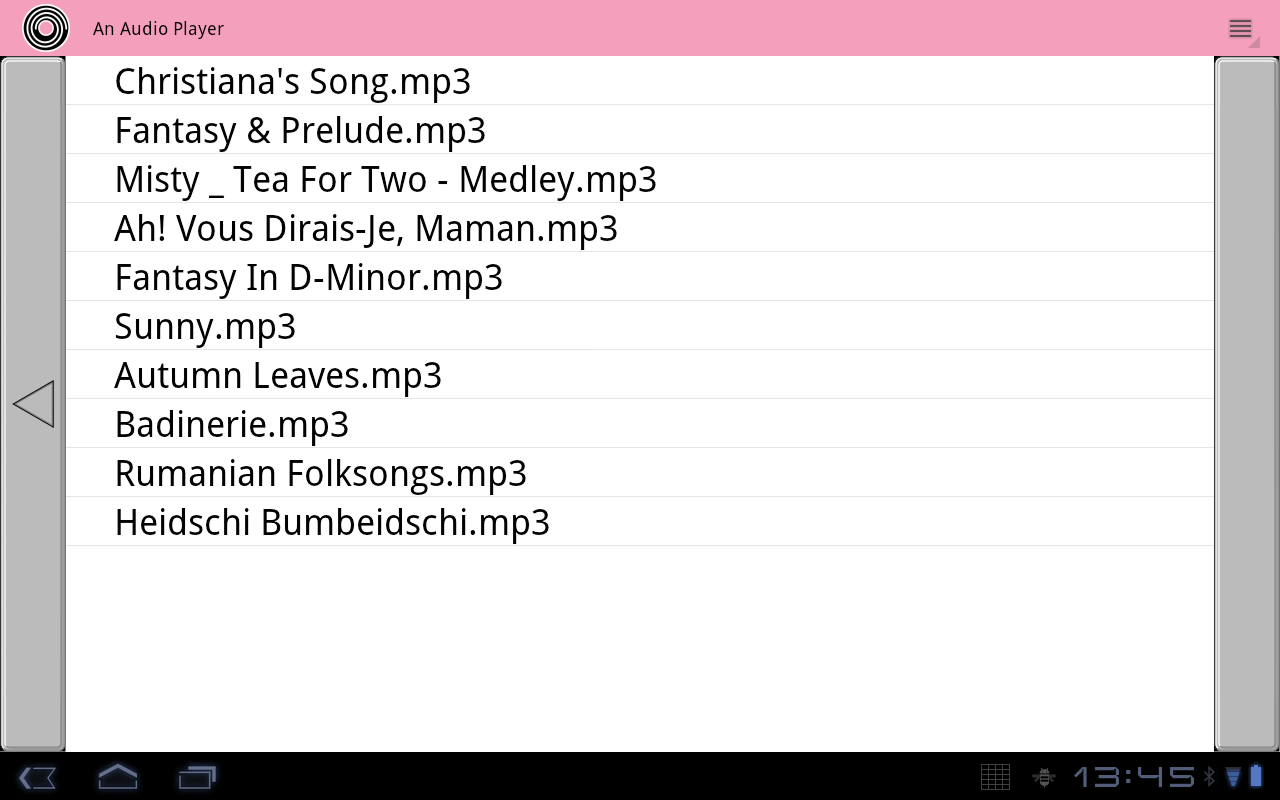 An Audio Player
Christiana's Song.mp3
Fantasy & Prelude.mp3
Misty _ Tea For Two - Medley.mp3
Ah! Vous Dirais-Je, Maman.mp3
Fantasy In D-Minor.mp3
Sunny.mp3
Autumn Leaves.mp3
Badinerie.mp3
Rumanian Folksongs.mp3
Heidschi Bumbeidschi.mp3
13:45